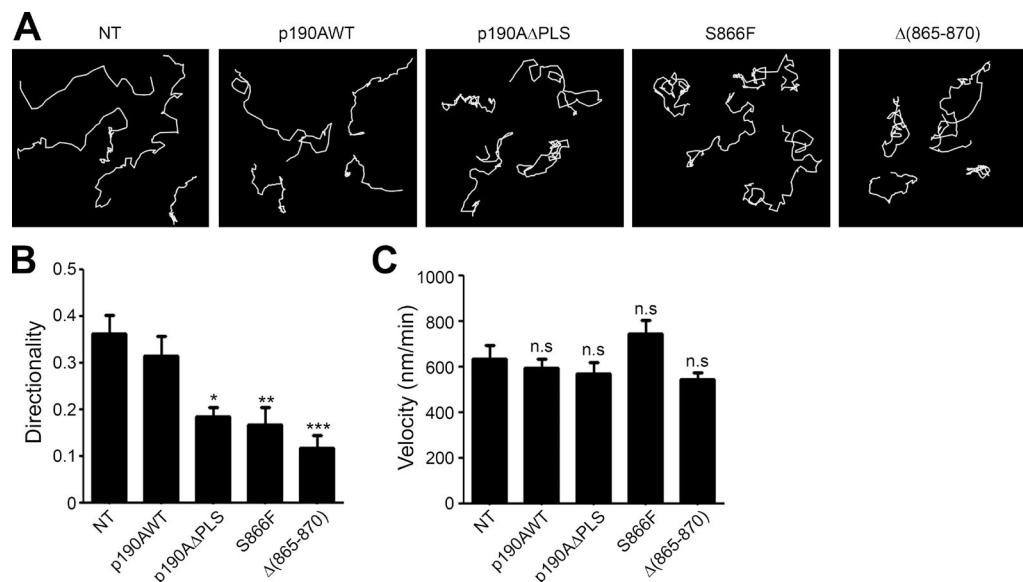 A
NT
p190AWT
p190AΔPLS
S866F
Δ(865-870)
B
0.5
0.4
0.3
0.2
0.1
0
Directionality
*
**
***
NT
p190AWT
p190AΔPLS
S866F
Δ(865-870)
C
1000
800
600
400
200
0
Velocity (nm/min)
n.s
n.s
n.s
n.s
NT
p190AWT
p190AΔPLS
S866F
Δ(865-870)